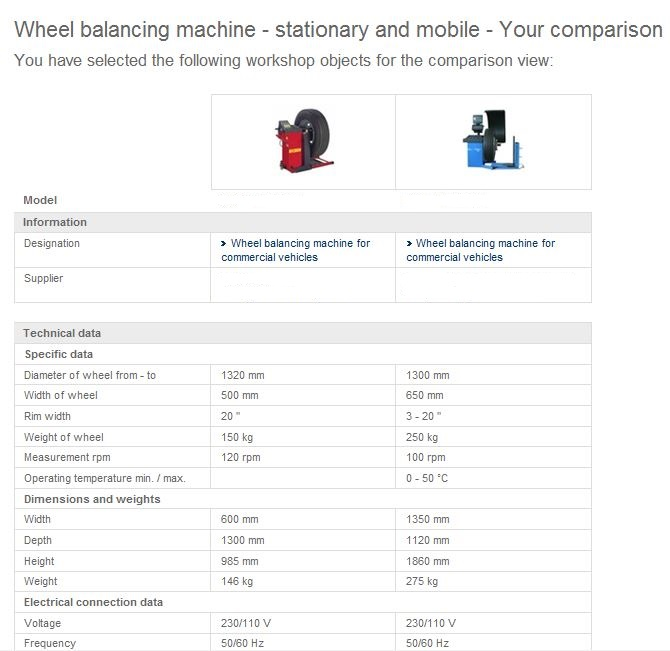 Wheel balancing machine - stationary and mobile - Your comparison
You have selected the following workshop objects for the comparison view:
Model
Information
Designation > Wheel balancing machine for commercial vehicles > Wheel balancing machine for commercial vehicles
Supplier
Technical data
Specific data
Diameter of wheel from - to 1320 mm 1300 mm
Width of wheel 500 mm 650 mm
Rim width 20 " 3 - 20 "
Weight of wheel 150 kg 250 kg
Measurement rpm 120 rpm 100 rpm
Operating temperature min. / max. 0 - 50 °C
Dimensions and weights
Width 600 mm 1350 mm
Depth 1300 mm 1120 mm
Height 985 mm 1860 mm
Weight 146 kg 275 kg
Electrical connection data
Voltage 230/110 V 230/110 V
Frequency 50/60 Hz 50/60 Hz